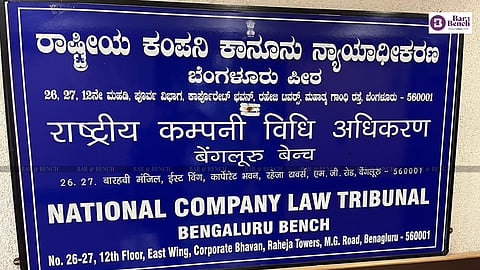 Bar & Bench
ರಾಷ್ಟ್ರೀಯ ಕಂಪನಿ ಕಾನೂನು ನ್ಯಾಯಾಧೀಕರಣ
ಬೆಂಗಳೂರು ಪೀಠ
26, 27, 12ನೇ ಮಹಡಿ, ಪೂರ್ವ ವಿಭಾಗ, ಕಾರ್ಪೊರೇಟ್ ಭವನ್, ರಹೇಜ ಟವರ್ಸ್, ಮಹಾತ್ಮ ಗಾಂಧಿ ರಸ್ತೆ, ಬೆಂಗಳೂರು - 560001
राष्ट्रीय कम्पनी विधि अधिकरण
बेंगलूरु बेन्च
BAR & BENCH
26. 27. बारहवी मंजिल, ईस्ट विंग, कार्पोरेट भवन, रहेजा टावर्स, एम.जी. रोड, बेंगलूरु - 560001
NATIONAL COMPANY LAW TRIBUNAL
BENGALURU BENCH
No. 26-27, 12th Floor, East Wing, Corporate Bhavan, Raheja Towers, M.G. Road, Benagluru - 560001